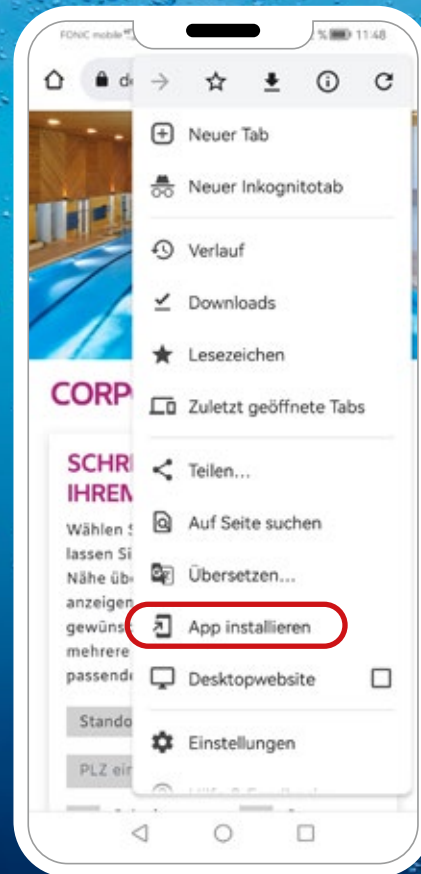 FONIC mobile
% 11:48
d
Neuer Tab
Neuer Inkognitotab
Verlauf
Downloads
Lesezeichen
Zuletzt geöffnete Tabs
Teilen...
Auf Seite suchen
Übersetzen...
App installieren
Desktopwebsite
Einstellungen
CORP
SCHR
IHREM
Wählen S
lassen Si
Nähe üb
anzeigen
gewüns
mehrere
passend
Stando
PLZ ein